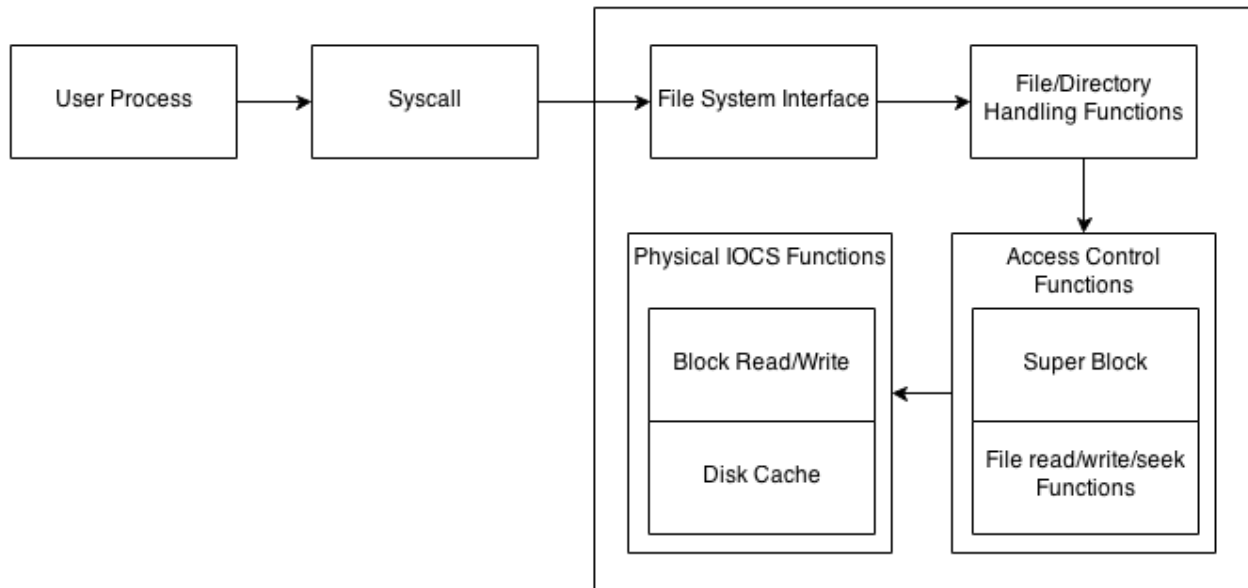 User Process
Syscall
File System Interface
File/Directory
Handling Functions
Physical IOCS Functions
Block Read/Write
Disk Cache
Access Control
Functions
Super Block
File read/write/seek
Functions